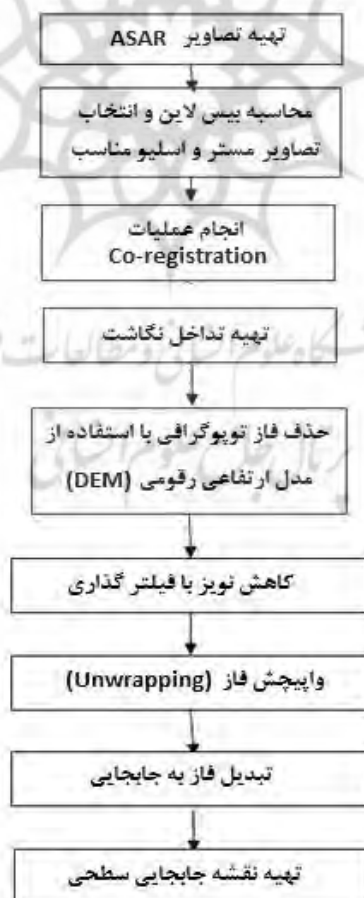 تهیه تصاویر ASAR
محاسبه بیس لاین و انتخاب
تصاویر مستر و اسلیو مناسب
انجام عملیات
Co-registration
تهیه تداخل نگاشت
حذف فاز توپوگرافی با استفاده از
مدل ارتفاعی رقومی (DEM)
کاهش نویز با فیلتر گذاری
واپیچش فاز (Unwrapping)
تبدیل فاز به جابجایی
تهیه نقشه جابجایی سطحی